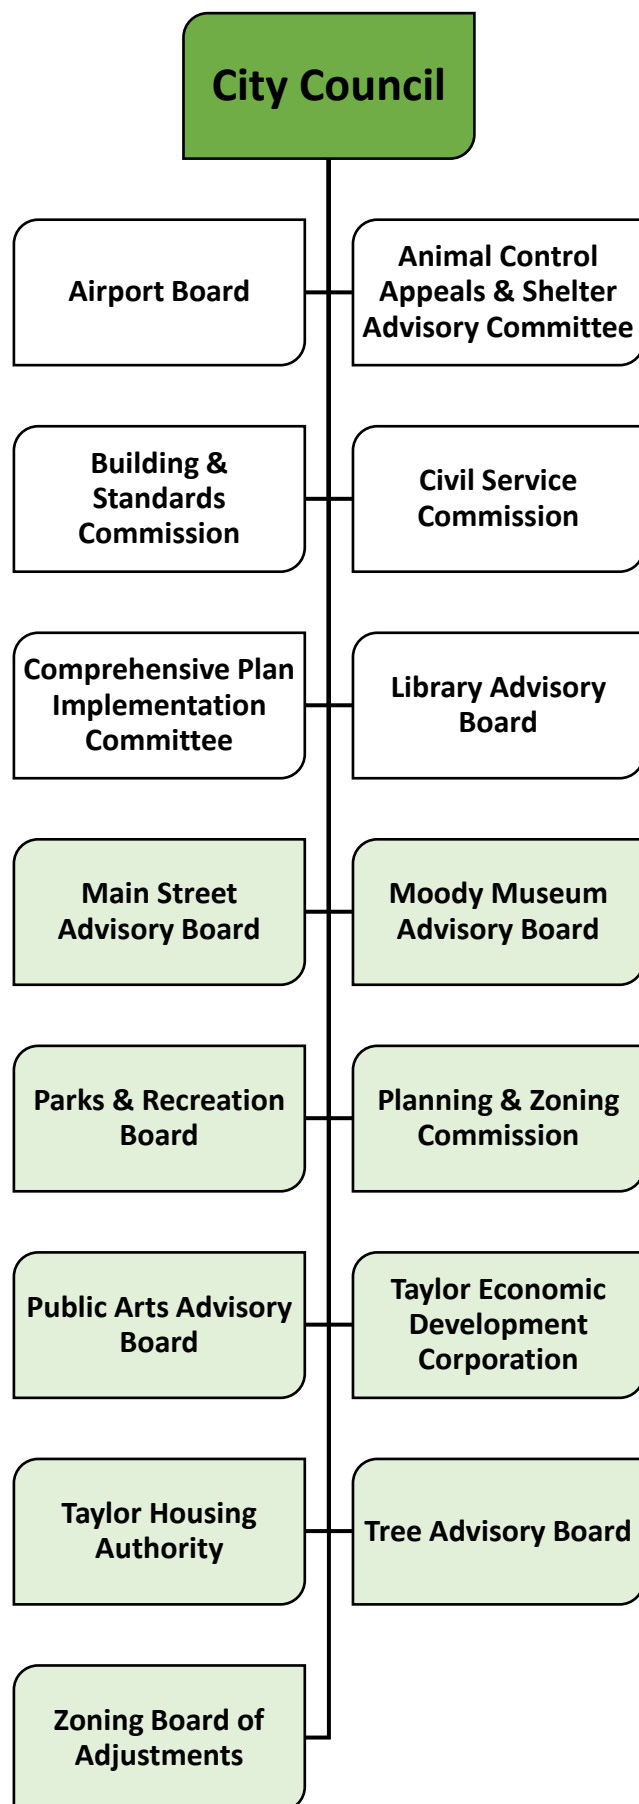 City Council
Airport Board
Animal Control
Appeals & Shelter
Advisory Committee
Building &
Standards
Commission
Civil Service
Commission
Comprehensive Plan
Implementation
Committee
Library Advisory
Board
Main Street
Advisory Board
Moody Museum
Advisory Board
Parks & Recreation
Board
Planning & Zoning
Commission
Public Arts Advisory
Board
Taylor Economic
Development
Corporation
Taylor Housing
Authority
Tree Advisory Board
Zoning Board of
Adjustments